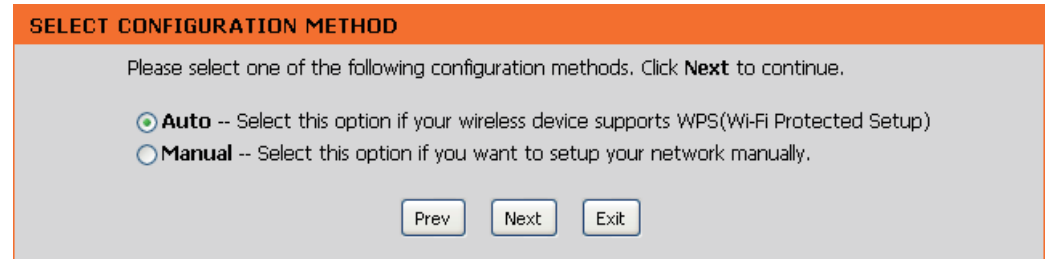 SELECT CONFIGURATION METHOD
Please select one of the following configuration methods. Click Next to continue.
Auto -- Select this option if your wireless device supports WPS(Wi-Fi Protected Setup)
Manual -- Select this option if you want to setup your network manually.
Prev Next Exit